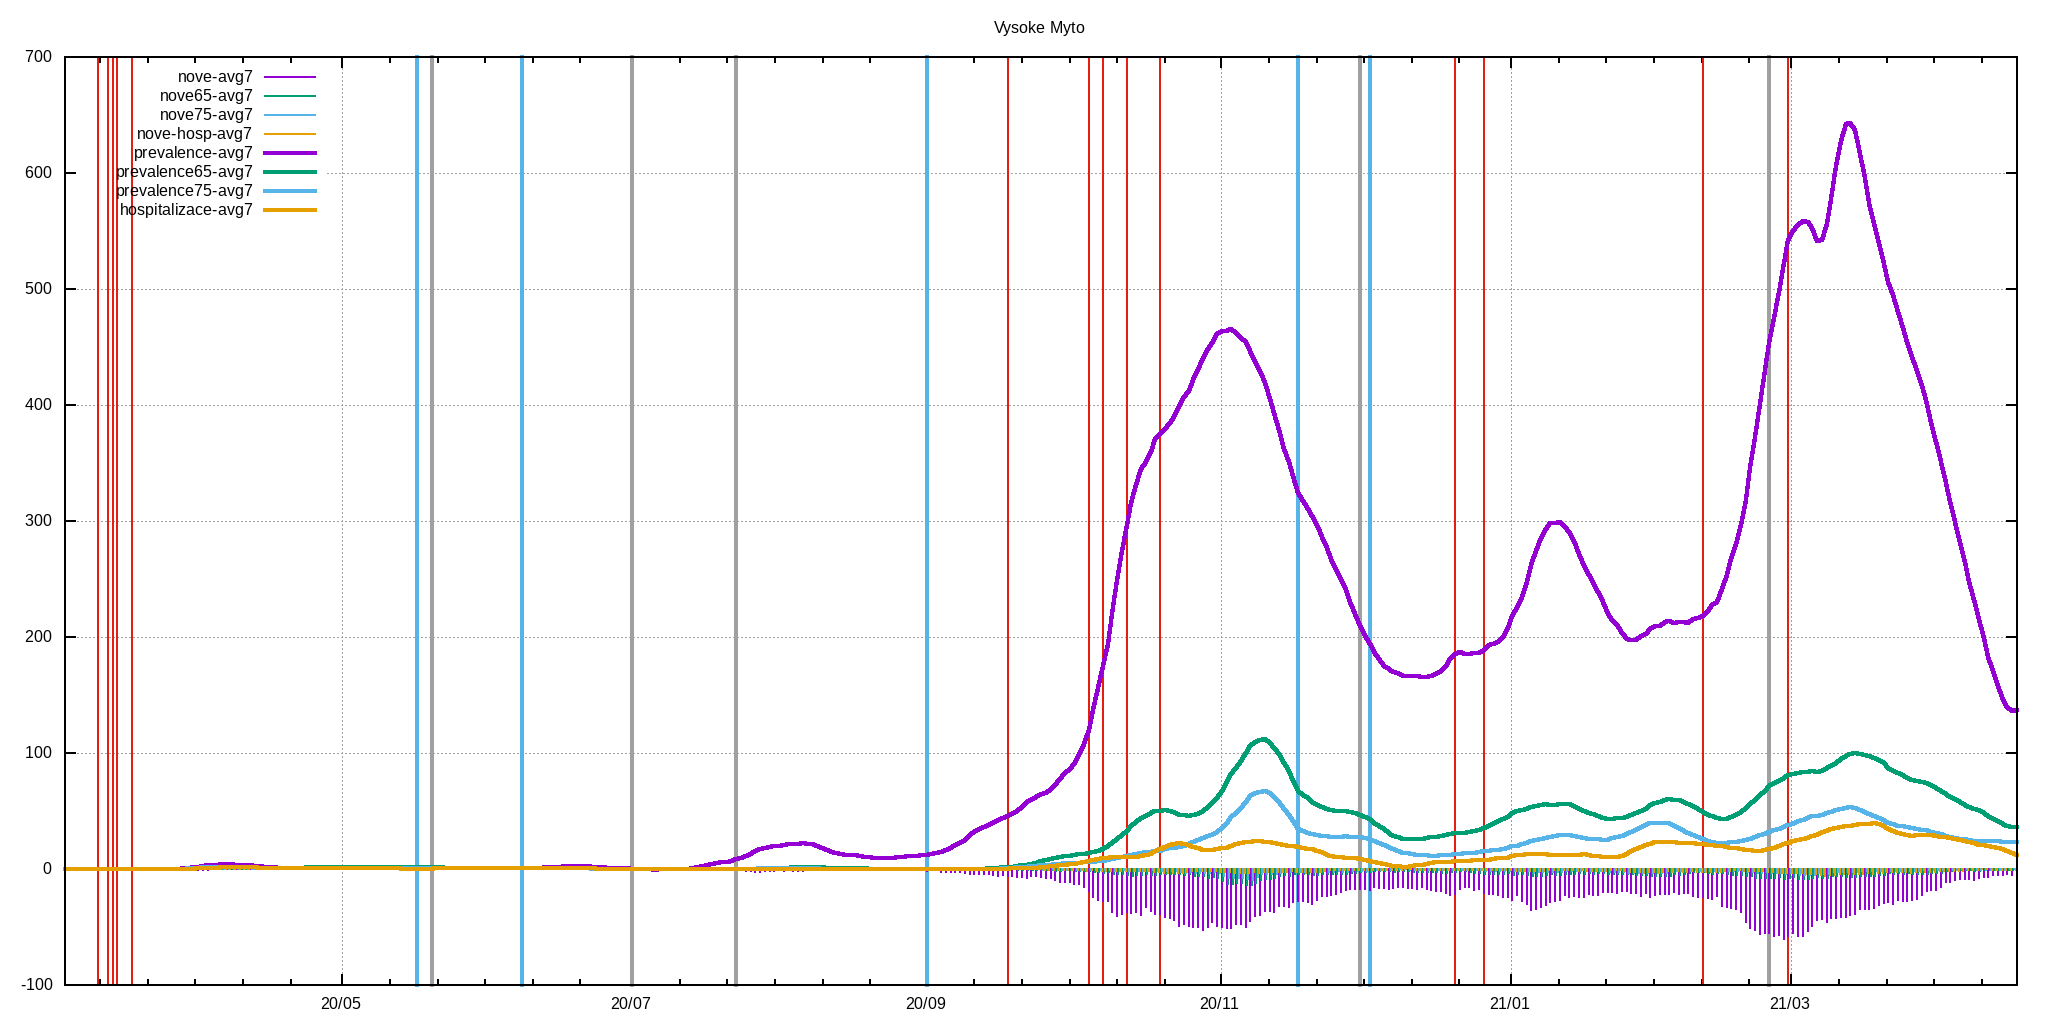 Vysoke Myto
700
600
500
400
300
200
100
0
-100
nove-avg7
nove65-avg7
nove75-avg7
nove-hosp-avg7
prevalence-avg7
prevalence65-avg7
prevalence75-avg7
hospitalizace-avg7
20/05 20/07 20/09 20/11 21/01 21/03